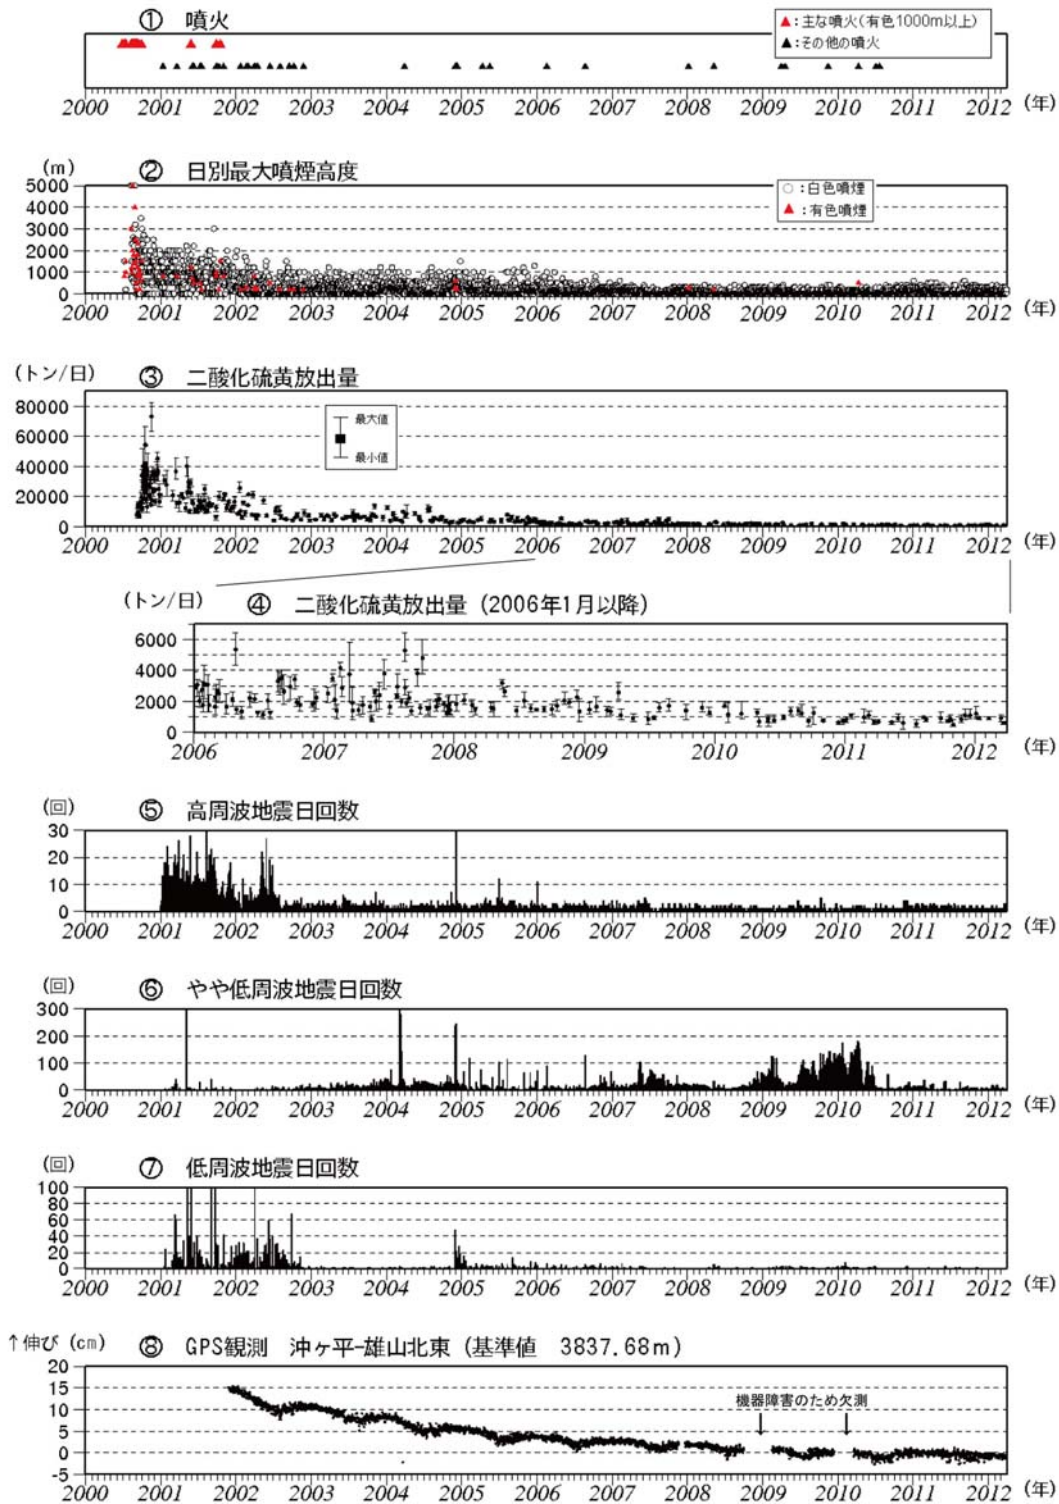 ① 噴火
▲：主な噴火(有色1000m以上)
▲：その他の噴火
2000 2001 2002 2003 2004 2005 2006 2007 2008 2009 2010 2011 2012 (年)
(m) ② 日別最大噴煙高度
○：白色噴煙
▲：有色噴煙
5000
4000
3000
2000
1000
0
2000 2001 2002 2003 2004 2005 2006 2007 2008 2009 2010 2011 2012 (年)
(トン/日) ③ 二酸化硫黄放出量
最大値
最小値
80000
60000
40000
20000
0
2000 2001 2002 2003 2004 2005 2006 2007 2008 2009 2010 2011 2012 (年)
(トン/日) ④ 二酸化硫黄放出量 (2006年1月以降)
6000
4000
2000
0
2006 2007 2008 2009 2010 2011 2012 (年)
(回) ⑤ 高周波地震日回数
30
20
10
0
2000 2001 2002 2003 2004 2005 2006 2007 2008 2009 2010 2011 2012 (年)
(回) ⑥ やや低周波地震日回数
300
200
100
0
2000 2001 2002 2003 2004 2005 2006 2007 2008 2009 2010 2011 2012 (年)
(回) ⑦ 低周波地震日回数
100
80
60
40
20
0
2000 2001 2002 2003 2004 2005 2006 2007 2008 2009 2010 2011 2012 (年)
↑伸び (cm) ⑧ GPS観測 沖ヶ平-雄山北東 (基準値 3837.68m)
機器障害のため欠測
20
15
10
5
0
-5
2000 2001 2002 2003 2004 2005 2006 2007 2008 2009 2010 2011 2012 (年)